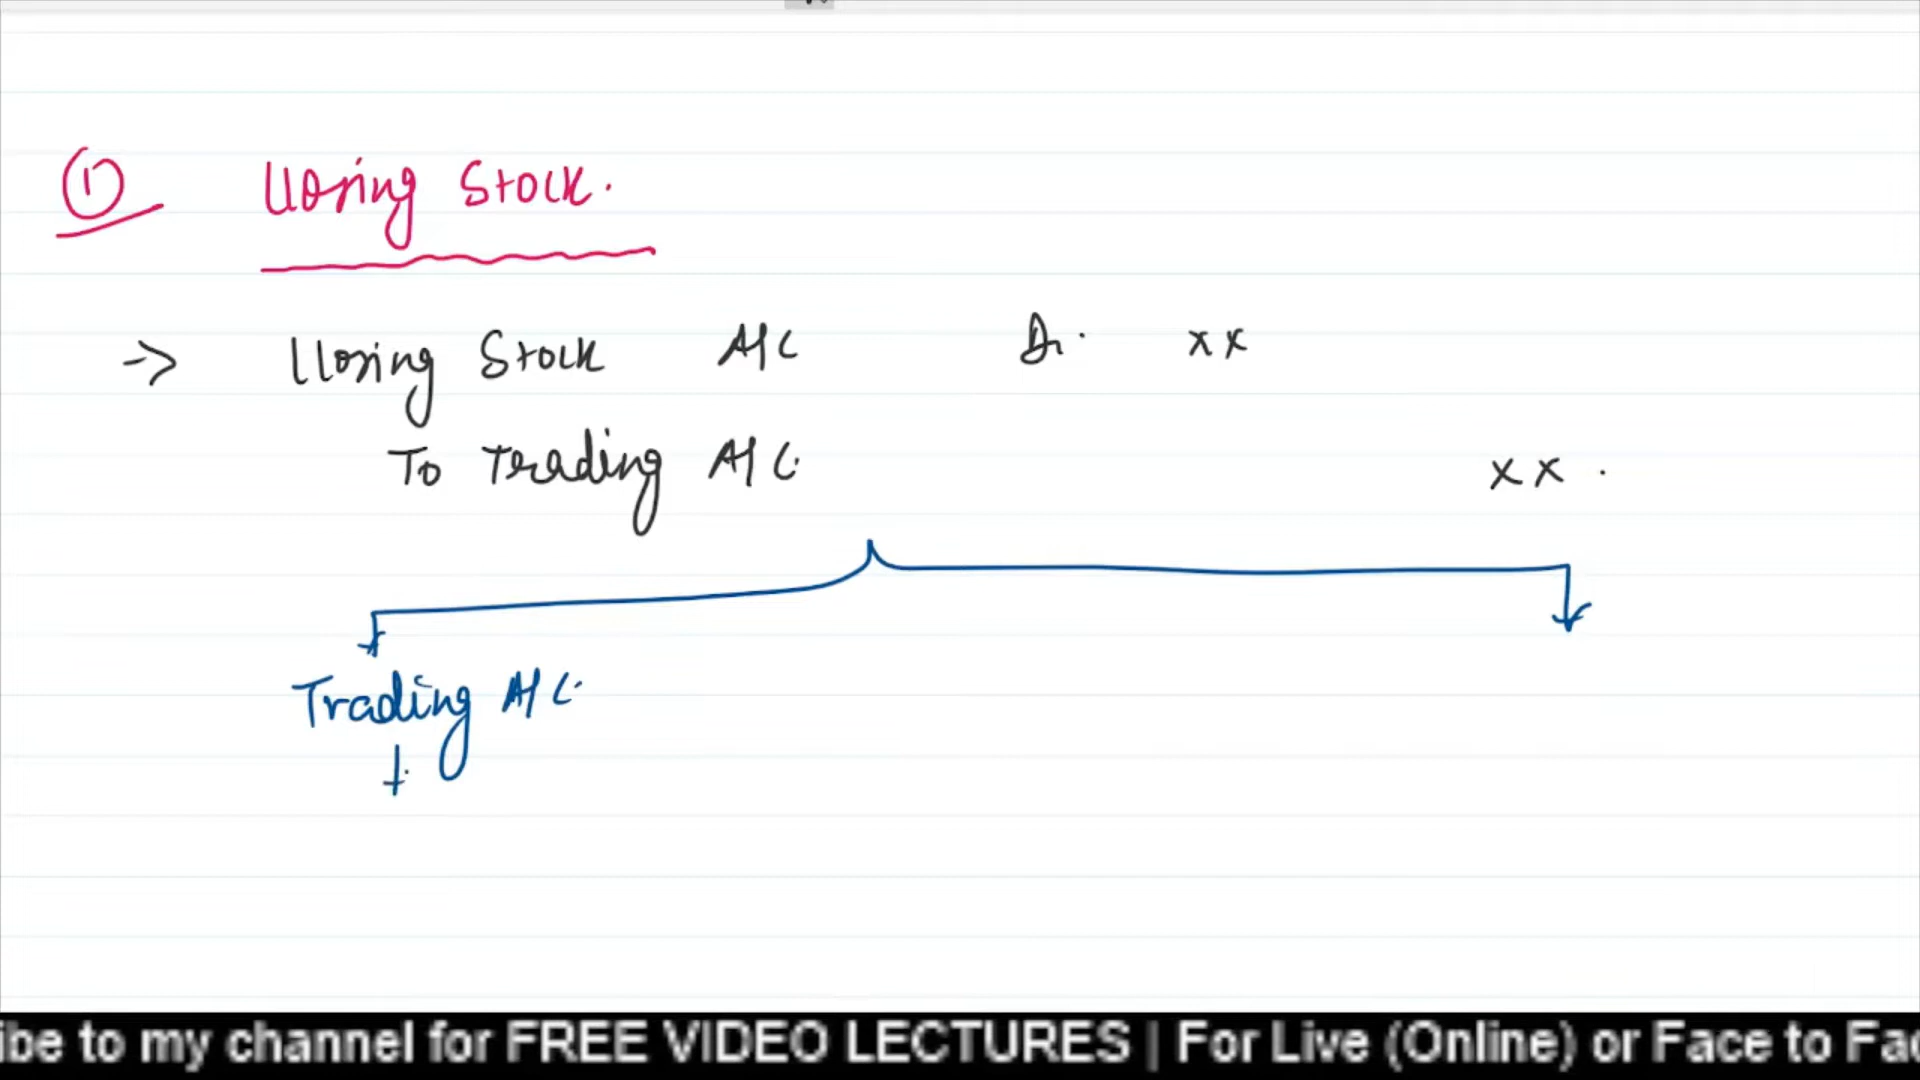 ① Closing Stock.
-> Closing Stock A/C Dr. xx
To Trading A/C. xx.
Trading A/C.
ibe to my channel for FREE VIDEO LECTURES | For Live (Online) or Face to Fac